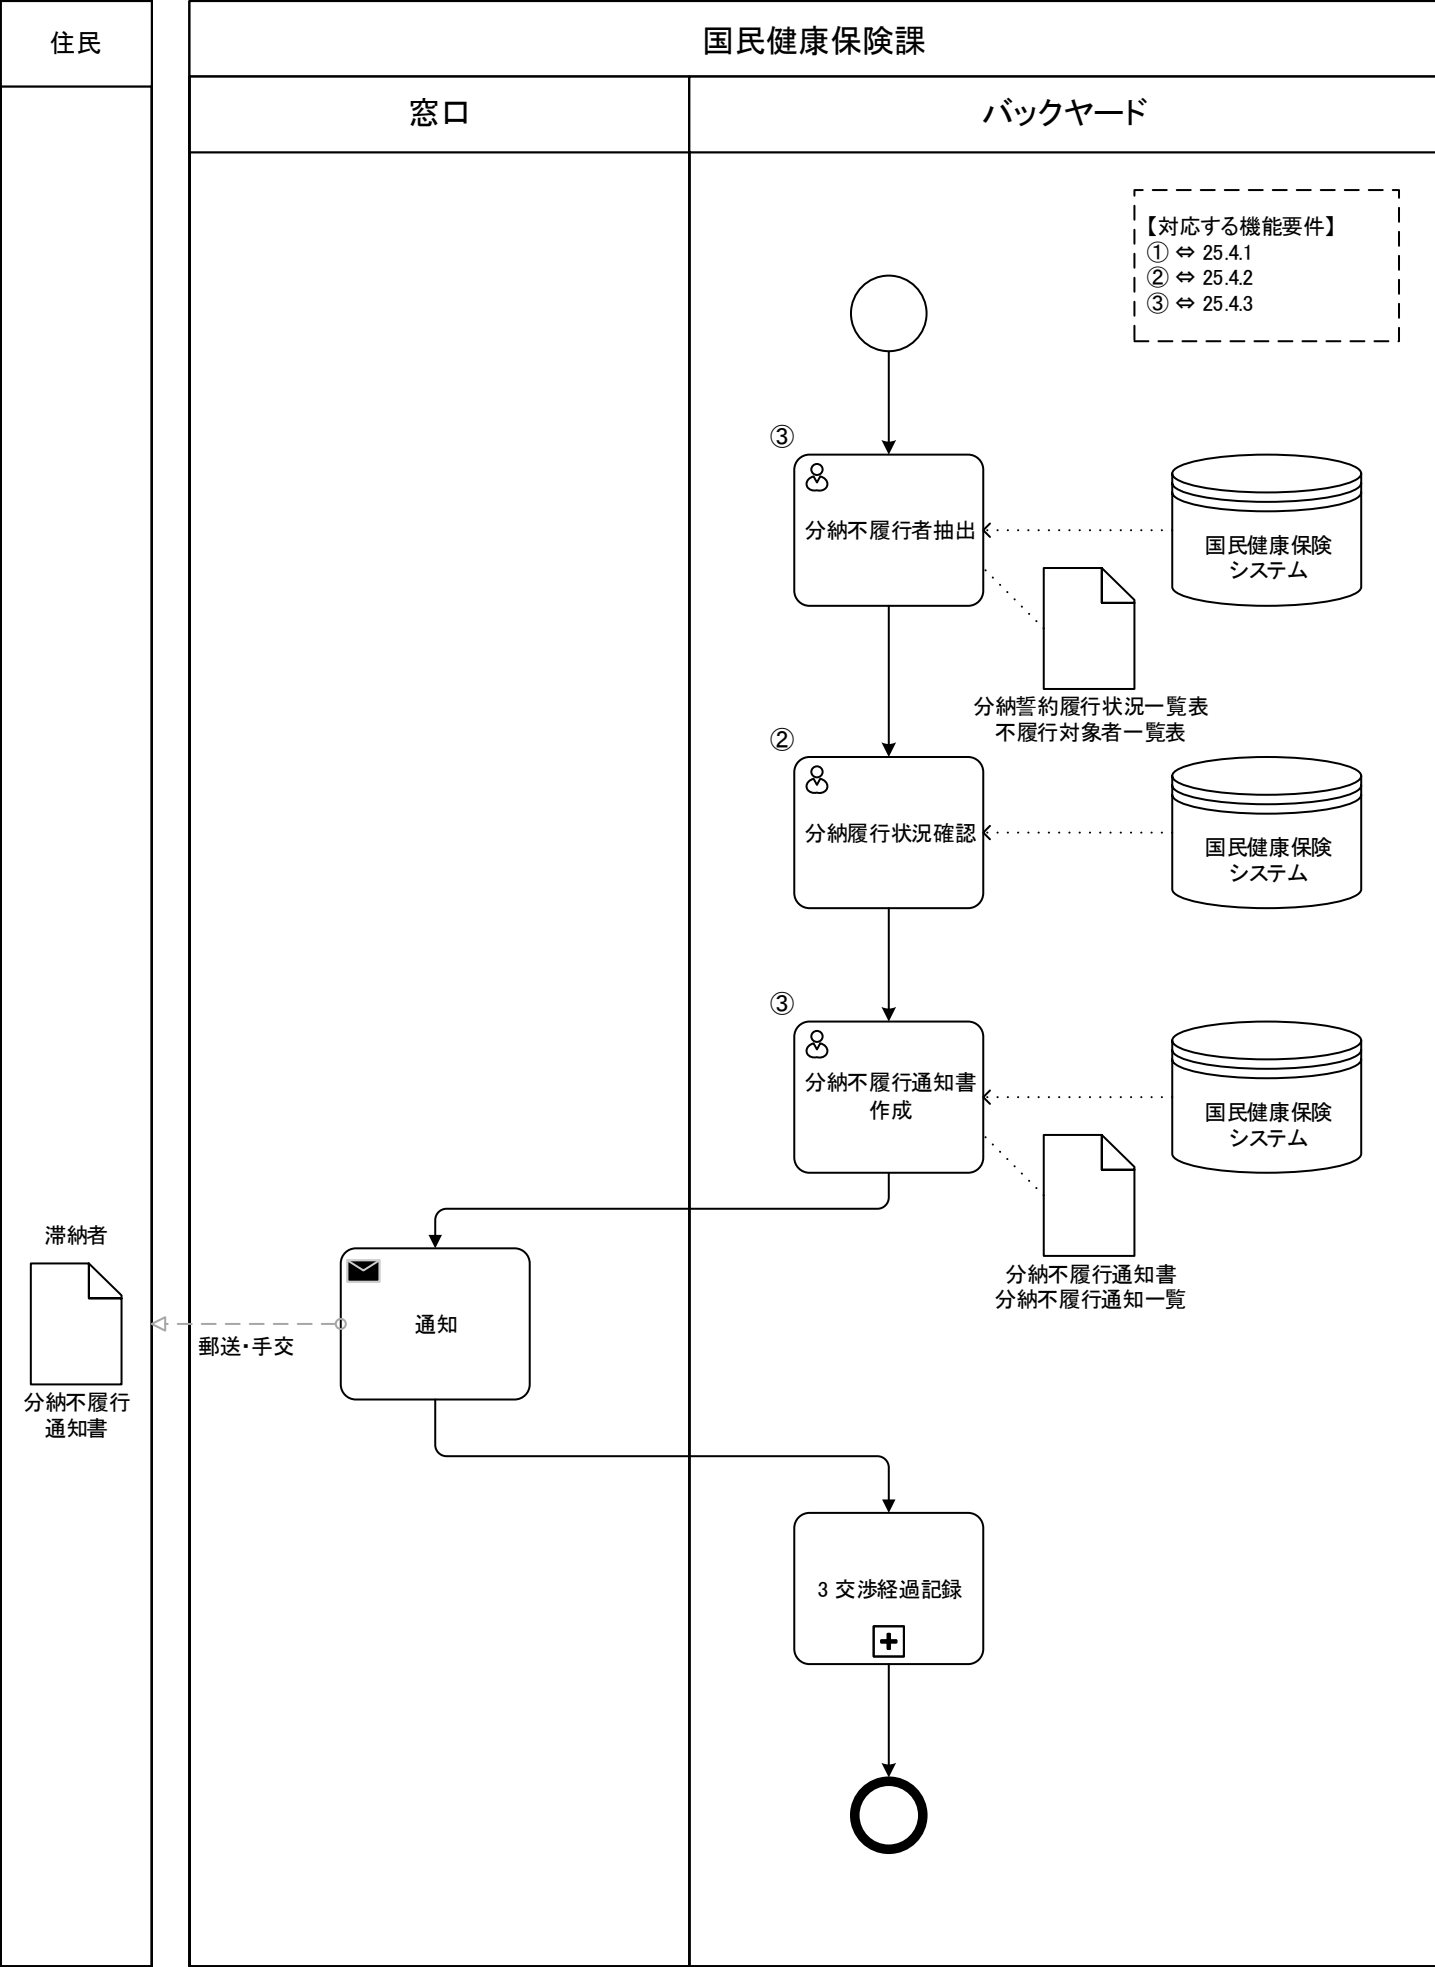 住民
国民健康保険課
窓口
バックヤード
【対応する機能要件】
① ⇔ 25.4.1
② ⇔ 25.4.2
③ ⇔ 25.4.3
③
分納不履行者抽出
国民健康保険
システム
分納誓約履行状況一覧表
不履行対象者一覧表
②
分納履行状況確認
国民健康保険
システム
③
分納不履行通知書
作成
国民健康保険
システム
分納不履行通知書
分納不履行通知一覧
滞納者
通知
郵送・手交
分納不履行
通知書
3 交渉経過記録